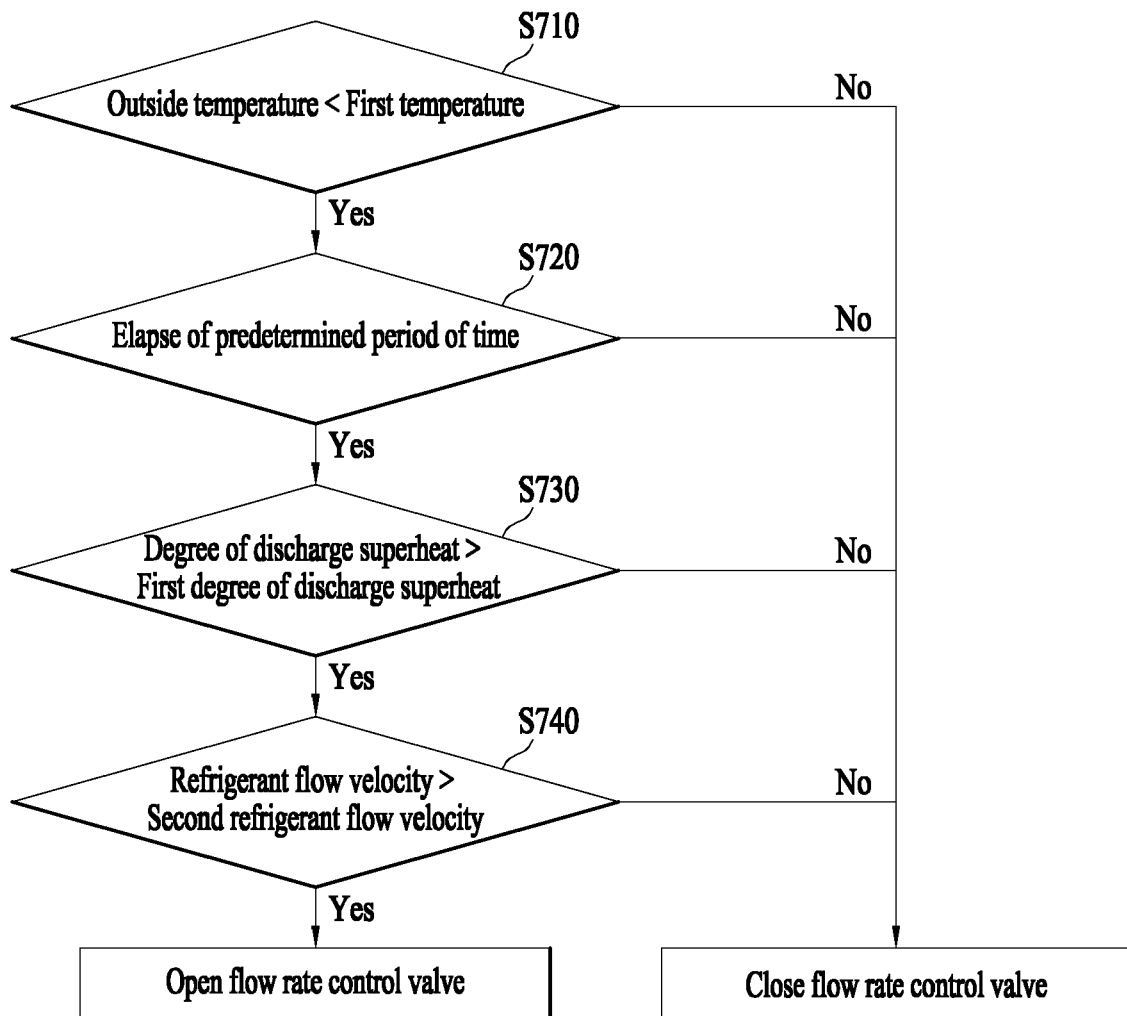 S710
Outside temperature < First temperature
No
Yes
S720
Elapse of predetermined period of time
No
Yes
S730
Degree of discharge superheat >
First degree of discharge superheat
No
Yes
S740
Refrigerant flow velocity >
Second refrigerant flow velocity
No
Yes
Open flow rate control valve
Close flow rate control valve